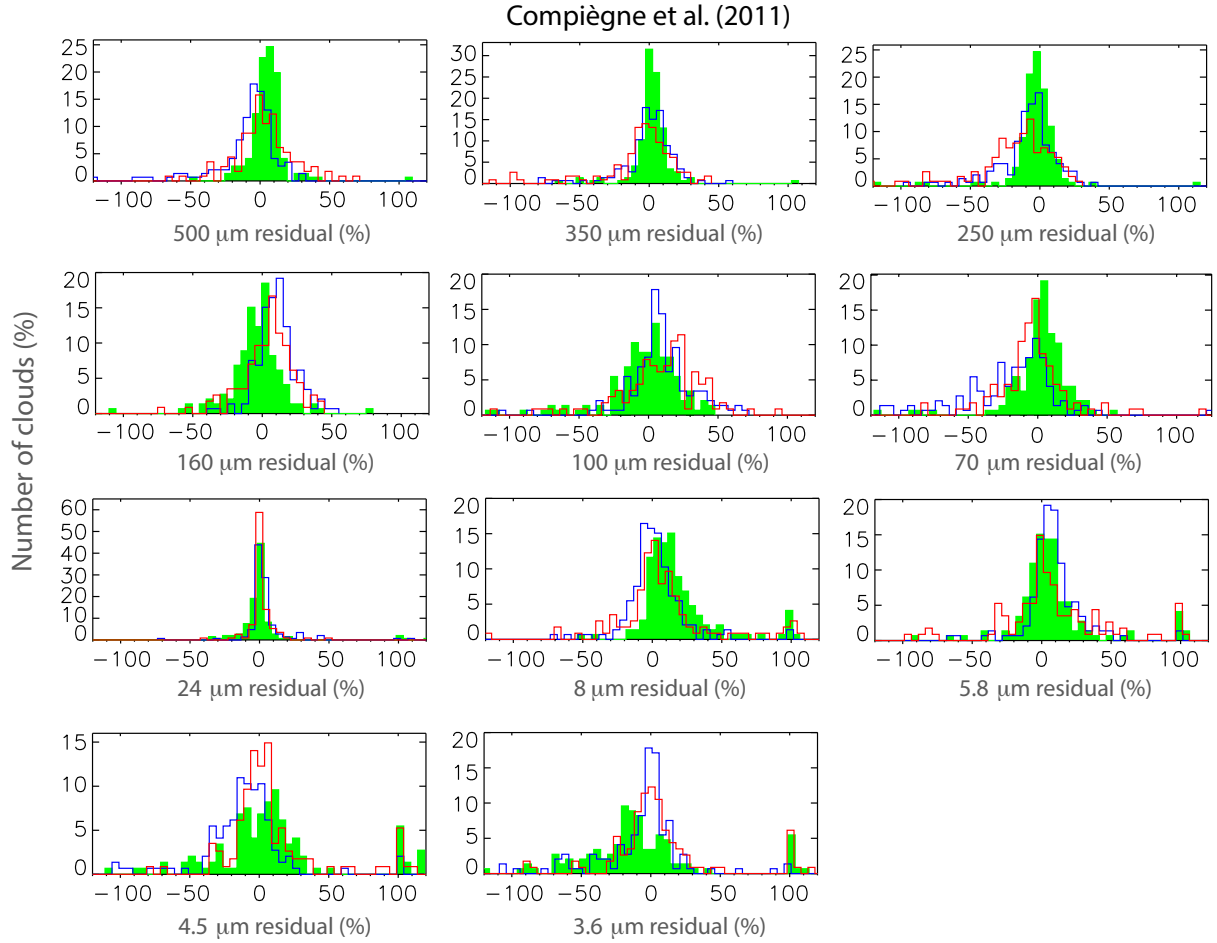 Compiègne et al. (2011)
Number of clouds (%)
25
20
15
10
5
0
−100 −50 0 50 100
500 μm residual (%)
30
25
20
15
10
5
0
−100 −50 0 50 100
350 μm residual (%)
25
20
15
10
5
0
−100 −50 0 50 100
250 μm residual (%)
20
15
10
5
0
−100 −50 0 50 100
160 μm residual (%)
20
15
10
5
0
−100 −50 0 50 100
100 μm residual (%)
20
15
10
5
0
−100 −50 0 50 100
70 μm residual (%)
60
50
40
30
20
10
0
−100 −50 0 50 100
24 μm residual (%)
20
15
10
5
0
−100 −50 0 50 100
8 μm residual (%)
20
15
10
5
0
−100 −50 0 50 100
5.8 μm residual (%)
15
10
5
0
−100 −50 0 50 100
4.5 μm residual (%)
20
15
10
5
0
−100 −50 0 50 100
3.6 μm residual (%)